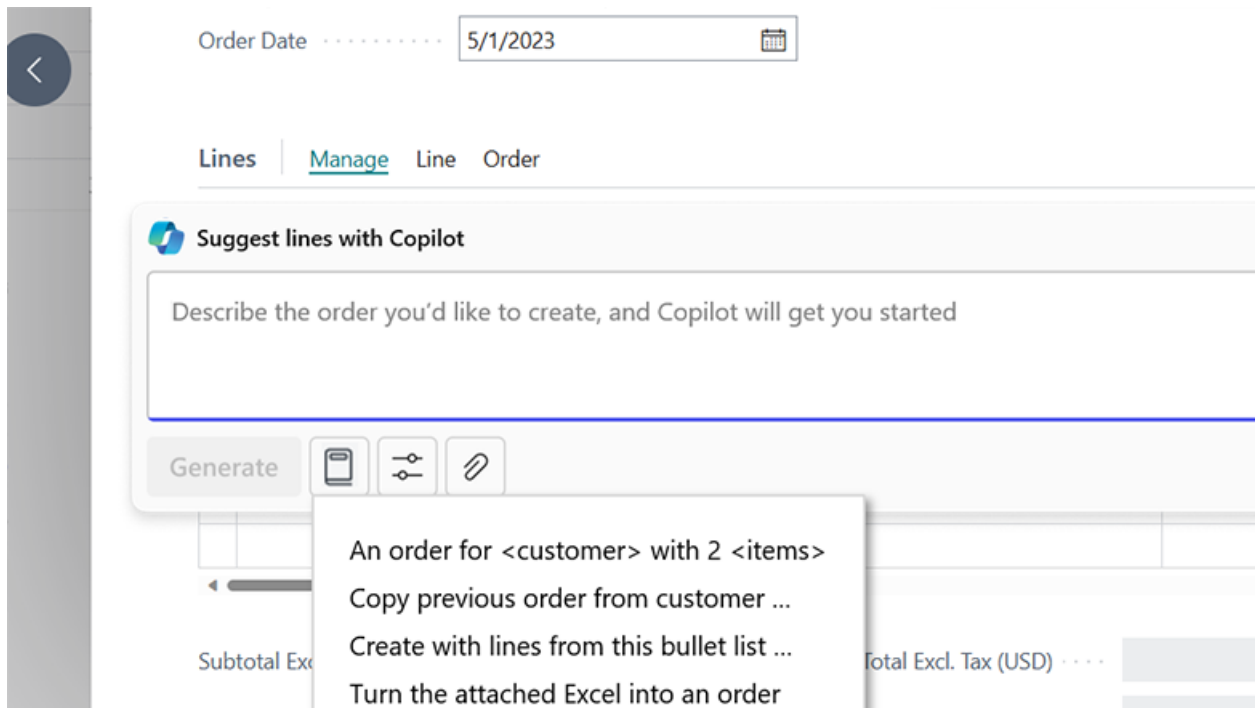 Order Date 5/1/2023
Lines Manage Line Order
Suggest lines with Copilot
Describe the order you’d like to create, and Copilot will get you started
Generate
An order for <customer> with 2 <items>
Copy previous order from customer ...
Create with lines from this bullet list ...
Subtotal Total Excl. Tax (USD)
Turn the attached Excel into an order